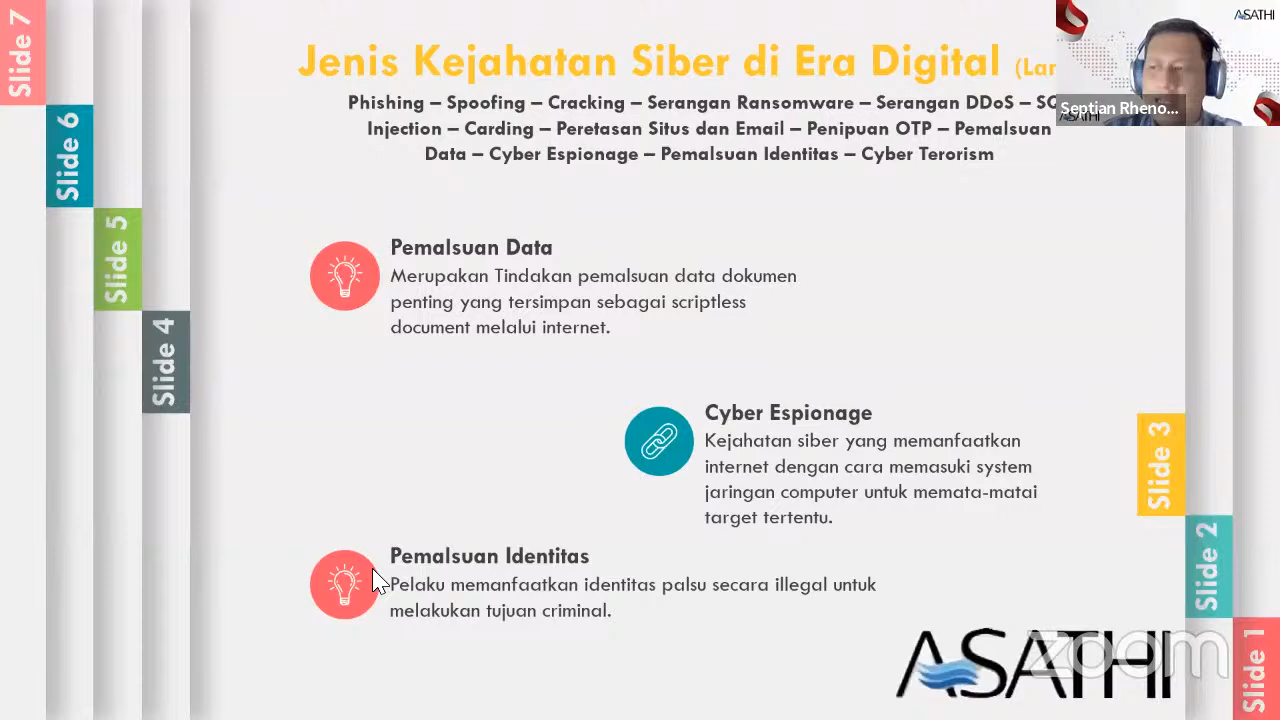 Slide 7
Slide 6
Slide 5
Slide 4
Jenis Kejahatan Siber di Era Digital
Phishing – Spoofing – Cracking – Serangan Ransomware – Serangan DDoS –
Injection – Carding – Peretasan Situs dan Email – Penipuan OTP – Pemalsuan
Data – Cyber Espionage – Pemalsuan Identitas – Cyber Terorism
ASATHI
Septian Rheno...
ASATHI
Pemalsuan Data
Merupakan Tindakan pemalsuan data dokumen
penting yang tersimpan sebagai scriptless
document melalui internet.
Cyber Espionage
Kejahatan siber yang memanfaatkan
internet dengan cara memasuki system
jaringan computer untuk memata-matai
target tertentu.
Pemalsuan Identitas
Pelaku memanfaatkan identitas palsu secara illegal untuk
melakukan tujuan criminal.
Slide 3
Slide 2
Slide 1
ASATHI
zoom